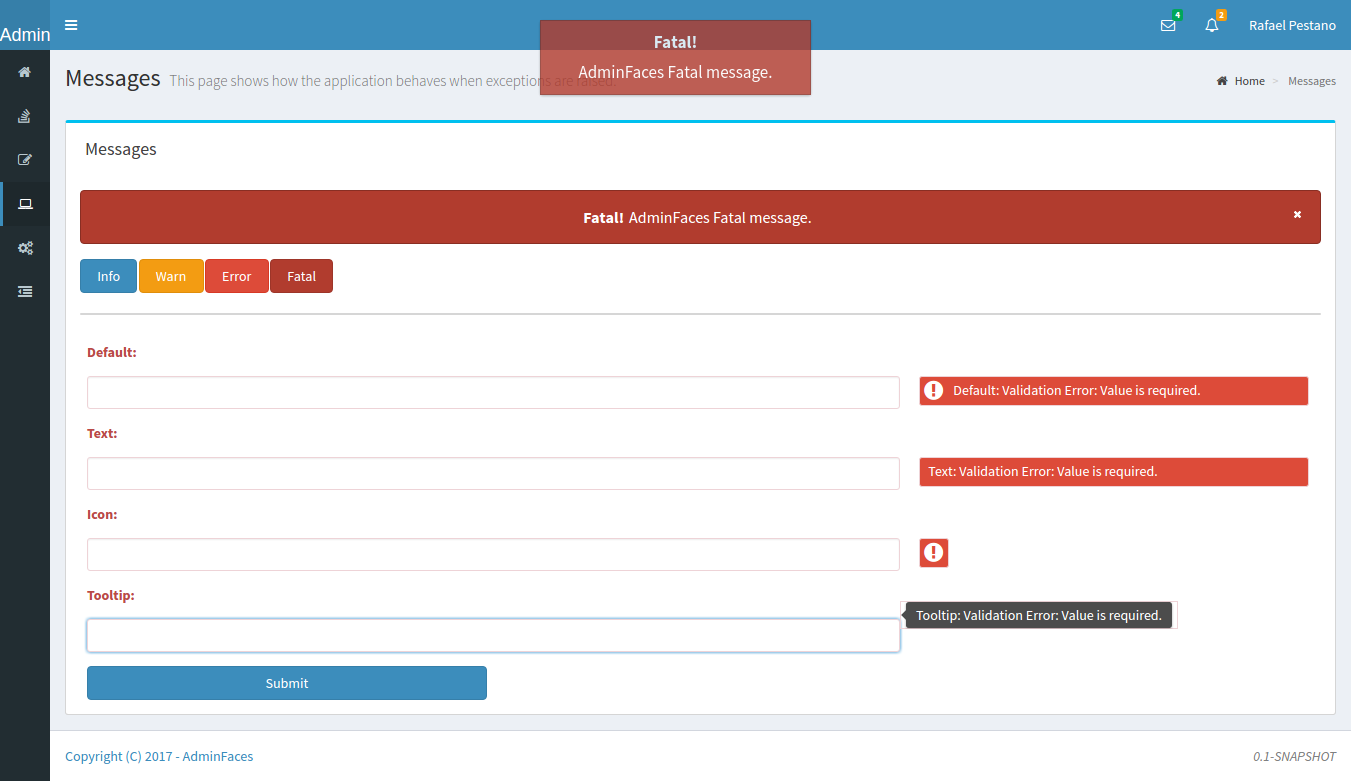 Admin
4
2
Rafael Pestano
Fatal!
AdminFaces Fatal message.
Messages This page shows how the application behaves when exceptions are raised.
Home > Messages
Messages
Fatal! AdminFaces Fatal message.
Info Warn Error Fatal
Default:
Default: Validation Error: Value is required.
Text:
Text: Validation Error: Value is required.
Icon:
Tooltip:
Tooltip: Validation Error: Value is required.
Submit
Copyright (C) 2017 - AdminFaces
0.1-SNAPSHOT